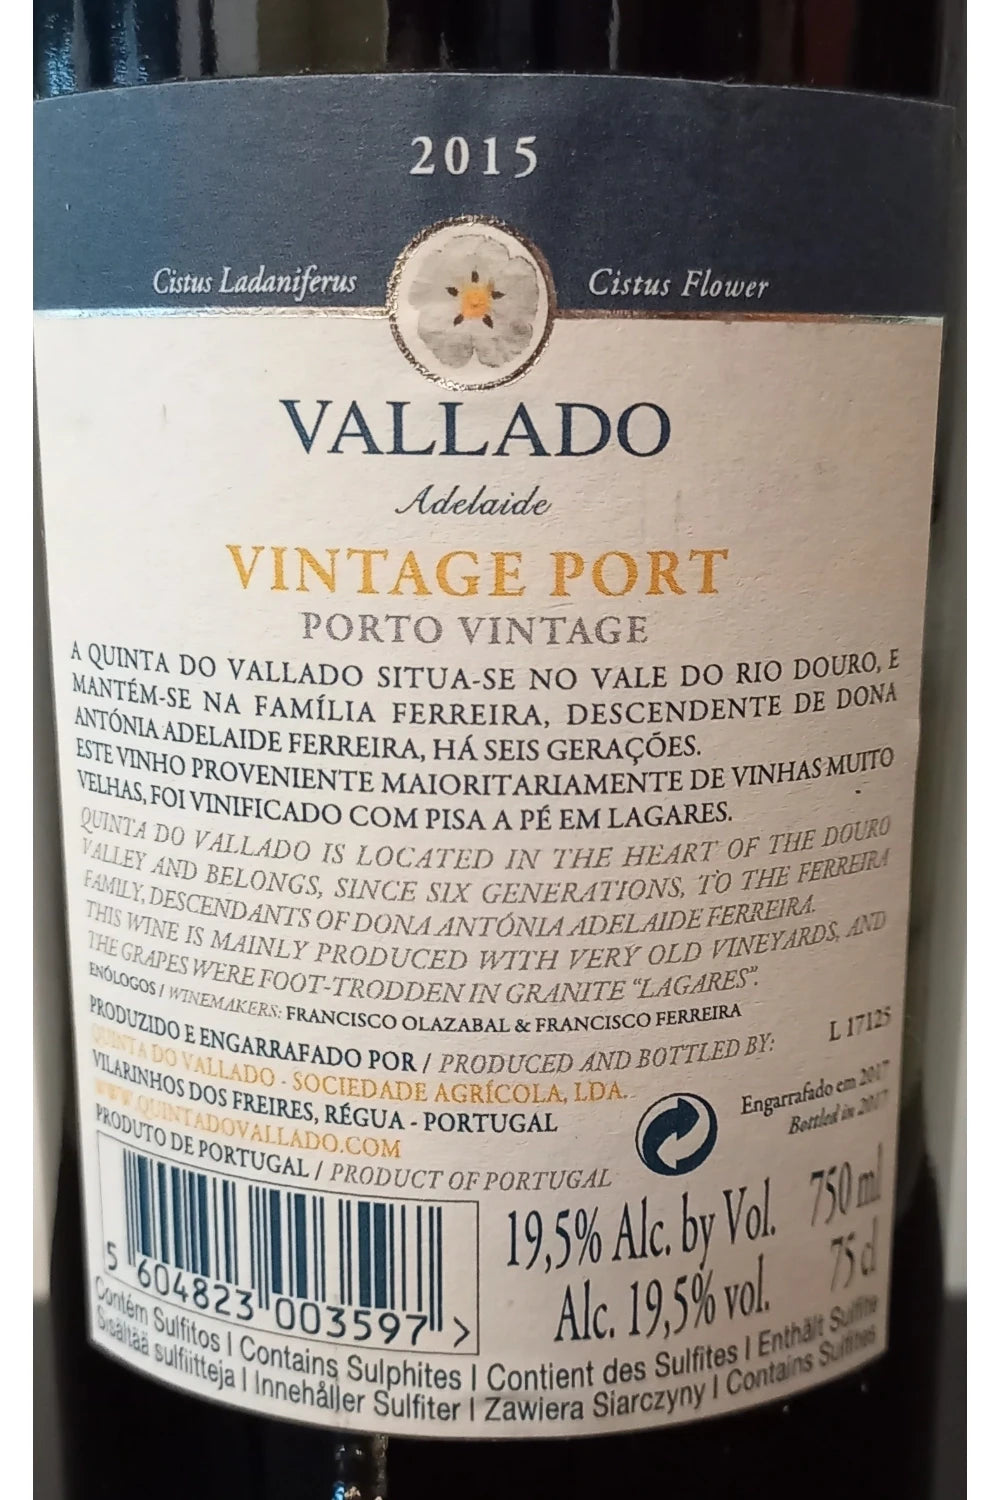 2015
Cistus Ladaniferus
Cistus Flower
VALLADO
Adelaide
VINTAGE PORT
PORTO VINTAGE
A QUINTA DO VALLADO SITUA-SE NO VALE DO RIO DOURO, E
MANTÉM-SE NA FAMÍLIA FERREIRA, DESCENDENTE DE DONA
ANTÓNIA ADELAIDE FERREIRA, HÁ SEIS GERAÇÕES.
ESTE VINHO PROVENIENTE MAIORITARIAMENTE DE VINHAS MUITO
VELHAS, FOI VINIFICADO COM PISA A PÉ EM LAGARES.
QUINTA DO VALLADO IS LOCATED IN THE HEART OF THE DOURO
VALLEY AND BELONGS, SINCE SIX GENERATIONS, TO THE FERREIRA
FAMILY, DESCENDANTS OF DONA ANTÓNIA ADELAIDE FERREIRA.
THIS WINE IS MAINLY PRODUCED WITH VERY OLD VINEYARDS, AND
THE GRAPES WERE FOOT-TRODDEN IN GRANITE “LAGARES”.
ENÓLOGOS / WINEMAKERS: FRANCISCO OLAZABAL & FRANCISCO FERREIRA
PRODUZIDO E ENGARRAFADO POR / PRODUCED AND BOTTLED BY:
L 17125
QUINTA DO VALLADO - SOCIEDADE AGRÍCOLA, LDA.
VILARINHOS DOS FREIRES, RÉGUA - PORTUGAL
WWW.QUINTADOVALLADO.COM
PRODUTO DE PORTUGAL / PRODUCT OF PORTUGAL
Engarrafado em 2017
Bottled in 2017
19,5% Alc. by Vol. 750 ml
Alc. 19,5% vol. 75 cl
5 604823 003597 >
Contém Sulfitos | Contains Sulphites | Contient des Sulfites | Enthält Sulfite
Sisältää sulfiitteja | Innehåller Sulfiter | Zawiera Siarczyny | Contains Sulfites